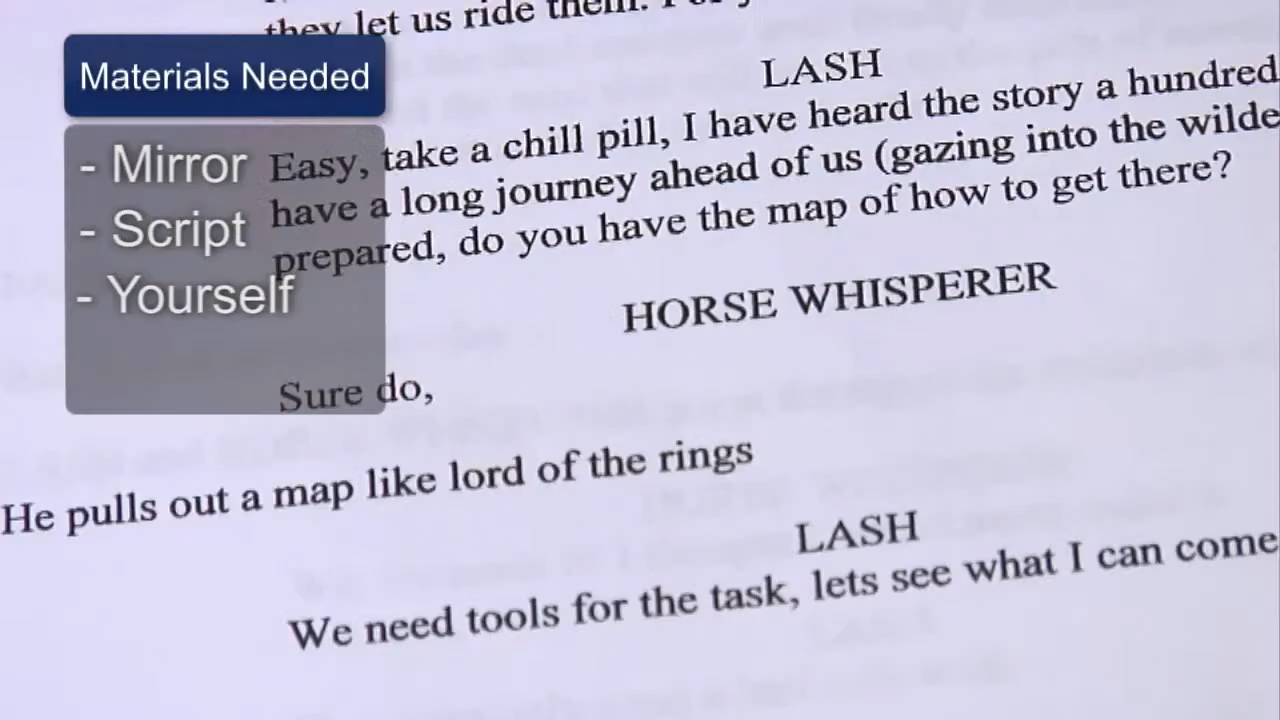 they let us ride them.
Materials Needed
- Mirror
- Script
- Yourself
LASH
Easy, take a chill pill, I have heard the story a hundred
have a long journey ahead of us (gazing into the wilde
prepared, do you have the map of how to get there?
HORSE WHISPERER
Sure do,
He pulls out a map like lord of the rings
LASH
We need tools for the task, lets see what I can come